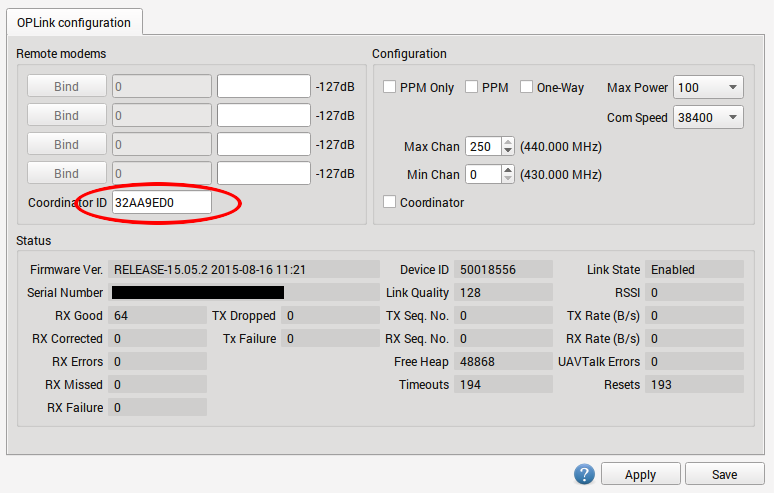 OPLink configuration
Remote modems
Bind 0 -127dB
Bind 0 -127dB
Bind 0 -127dB
Bind 0 -127dB
Coordinator ID 32AA9ED0
Configuration
PPM Only PPM One-Way Max Power 100
Com Speed 38400
Max Chan 250 (440.000 MHz)
Min Chan 0 (430.000 MHz)
Coordinator
Status
Firmware Ver. RELEASE-15.05.2 2015-08-16 11:21 Device ID 50018556 Link State Enabled
Serial Number Link Quality 128 RSSI 0
RX Good 64 TX Dropped 0 TX Seq. No. 0 TX Rate (B/s) 0
RX Corrected 0 Tx Failure 0 RX Seq. No. 0 RX Rate (B/s) 0
RX Errors 0 Free Heap 48868 UAVTalk Errors 0
RX Missed 0 Timeouts 194 Resets 193
RX Failure 0
? Apply Save